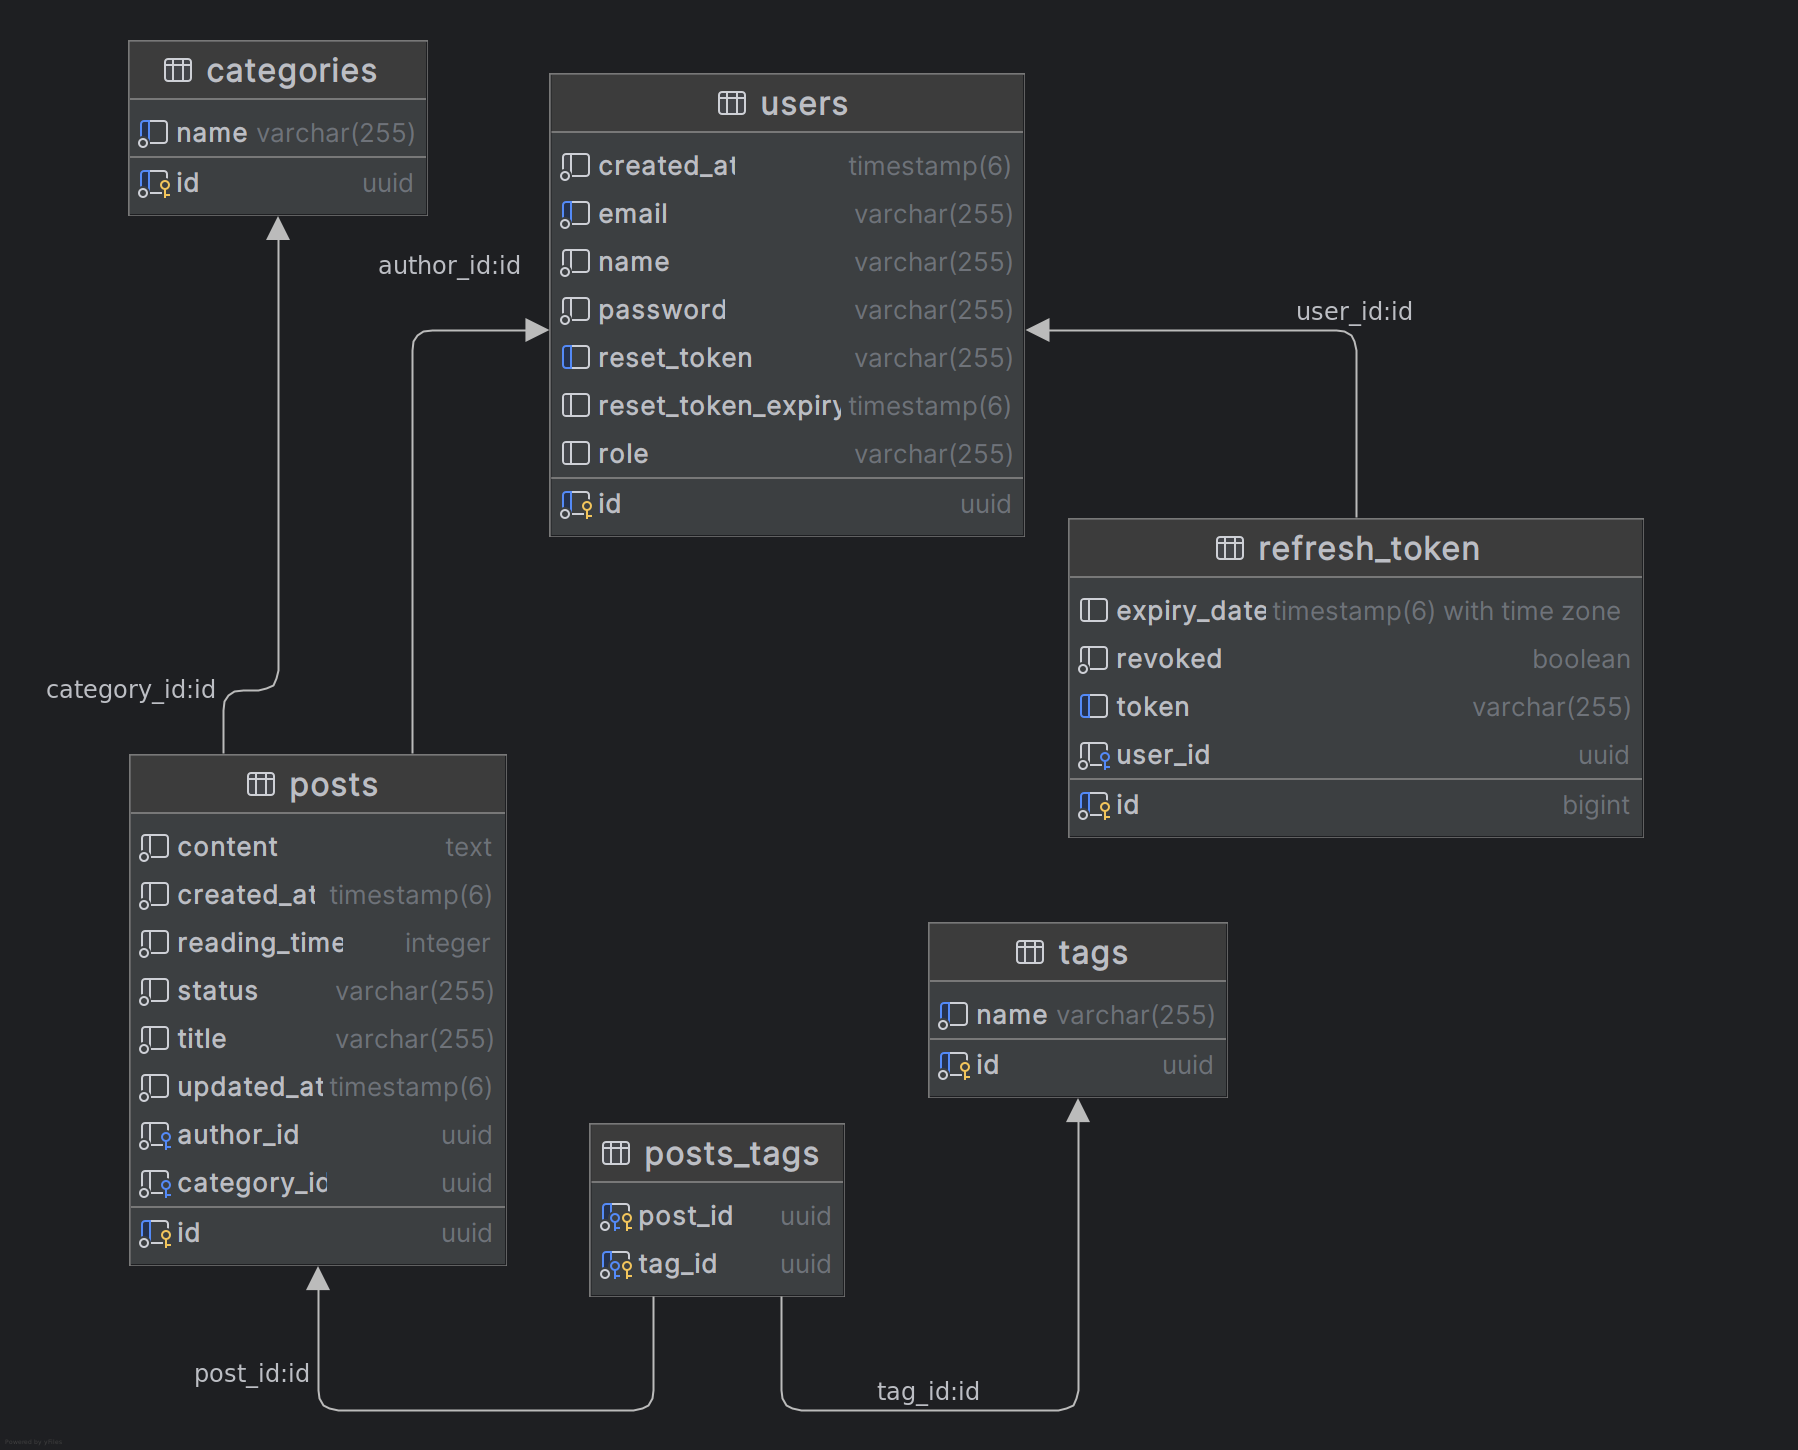 categories
name varchar(255)
id uuid
users
created_at timestamp(6)
email varchar(255)
name varchar(255)
password varchar(255)
reset_token varchar(255)
reset_token_expiry timestamp(6)
role varchar(255)
id uuid
author_id:id
user_id:id
refresh_token
expiry_date timestamp(6) with time zone
revoked boolean
token varchar(255)
user_id uuid
id bigint
category_id:id
posts
content text
created_at timestamp(6)
reading_time integer
status varchar(255)
title varchar(255)
updated_at timestamp(6)
author_id uuid
category_id uuid
id uuid
tags
name varchar(255)
id uuid
posts_tags
post_id uuid
tag_id uuid
post_id:id
tag_id:id
Powered by yFiles